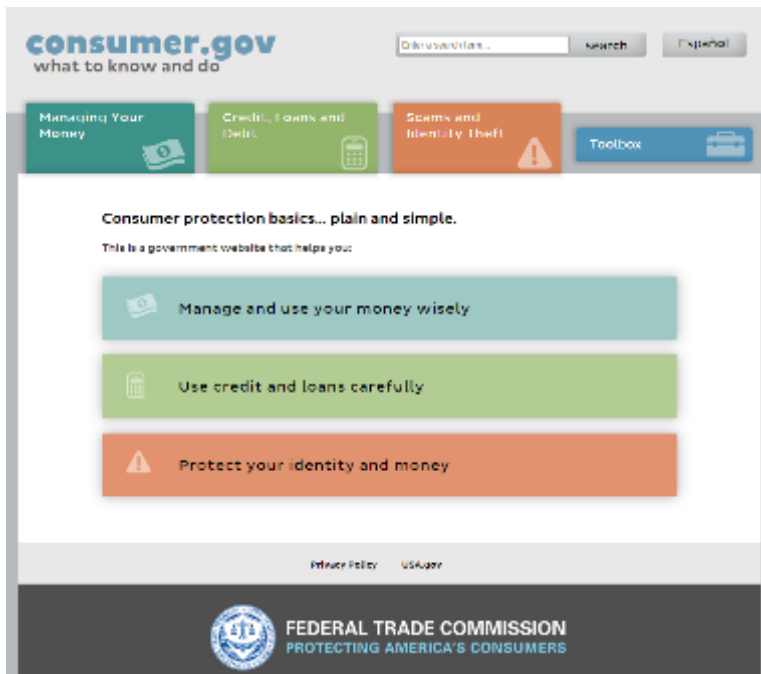 consumer.gov
what to know and do
Enter a search term...
Search
Español
Managing Your
Money
Credit, Loans and
Debt
Scams and
Identity Theft
Toolbox
Consumer protection basics... plain and simple.
This is a government website that helps you:
Manage and use your money wisely
Use credit and loans carefully
Protect your identity and money
Privacy Policy
USA.gov
FEDERAL TRADE COMMISSION
PROTECTING AMERICA'S CONSUMERS